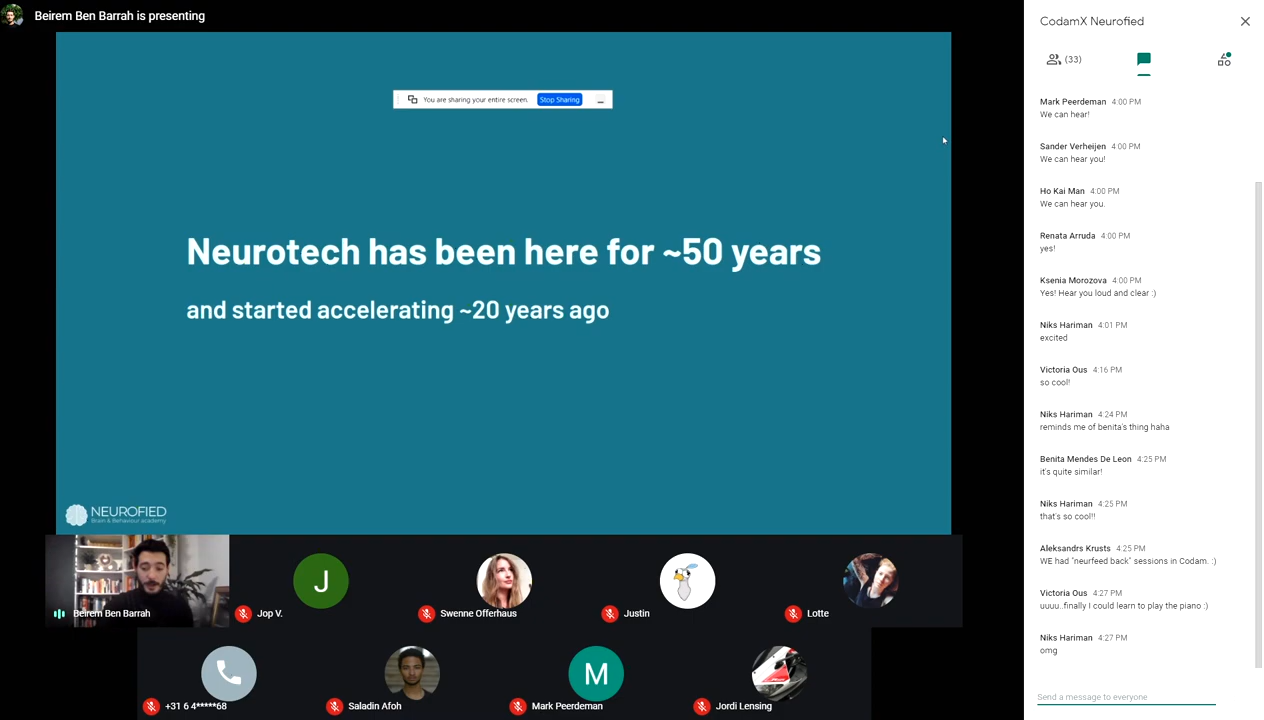 Beirem Ben Barrah is presenting
You are sharing your entire screen.
Stop Sharing
Neurotech has been here for ~50 years
and started accelerating ~20 years ago
NEUROFIED
Brain & Behaviour academy
Beirem Ben Barrah
J
Jop V.
Swenne Offerhaus
Justin
Lotte
+31 6 4*****68
Saladin Afoh
M
Mark Peerdeman
Jordi Lensing
CodamX Neurofied
(33)
Mark Peerdeman 4:00 PM
We can hear!
Sander Verheijen 4:00 PM
We can hear you!
Ho Kai Man 4:00 PM
We can hear you.
Renata Arruda 4:00 PM
yes!
Ksenia Morozova 4:00 PM
Yes! Hear you loud and clear :)
Niks Hariman 4:01 PM
excited
Victoria Ous 4:16 PM
so cool!
Niks Hariman 4:24 PM
reminds me of benita's thing haha
Benita Mendes De Leon 4:25 PM
it's quite similar!
Niks Hariman 4:25 PM
that's so cool!!
Aleksandrs Krusts 4:25 PM
WE had "neurfeed back" sessions in Codam. :)
Victoria Ous 4:27 PM
uuuu..finally I could learn to play the piano :)
Niks Hariman 4:27 PM
omg
Send a message to everyone